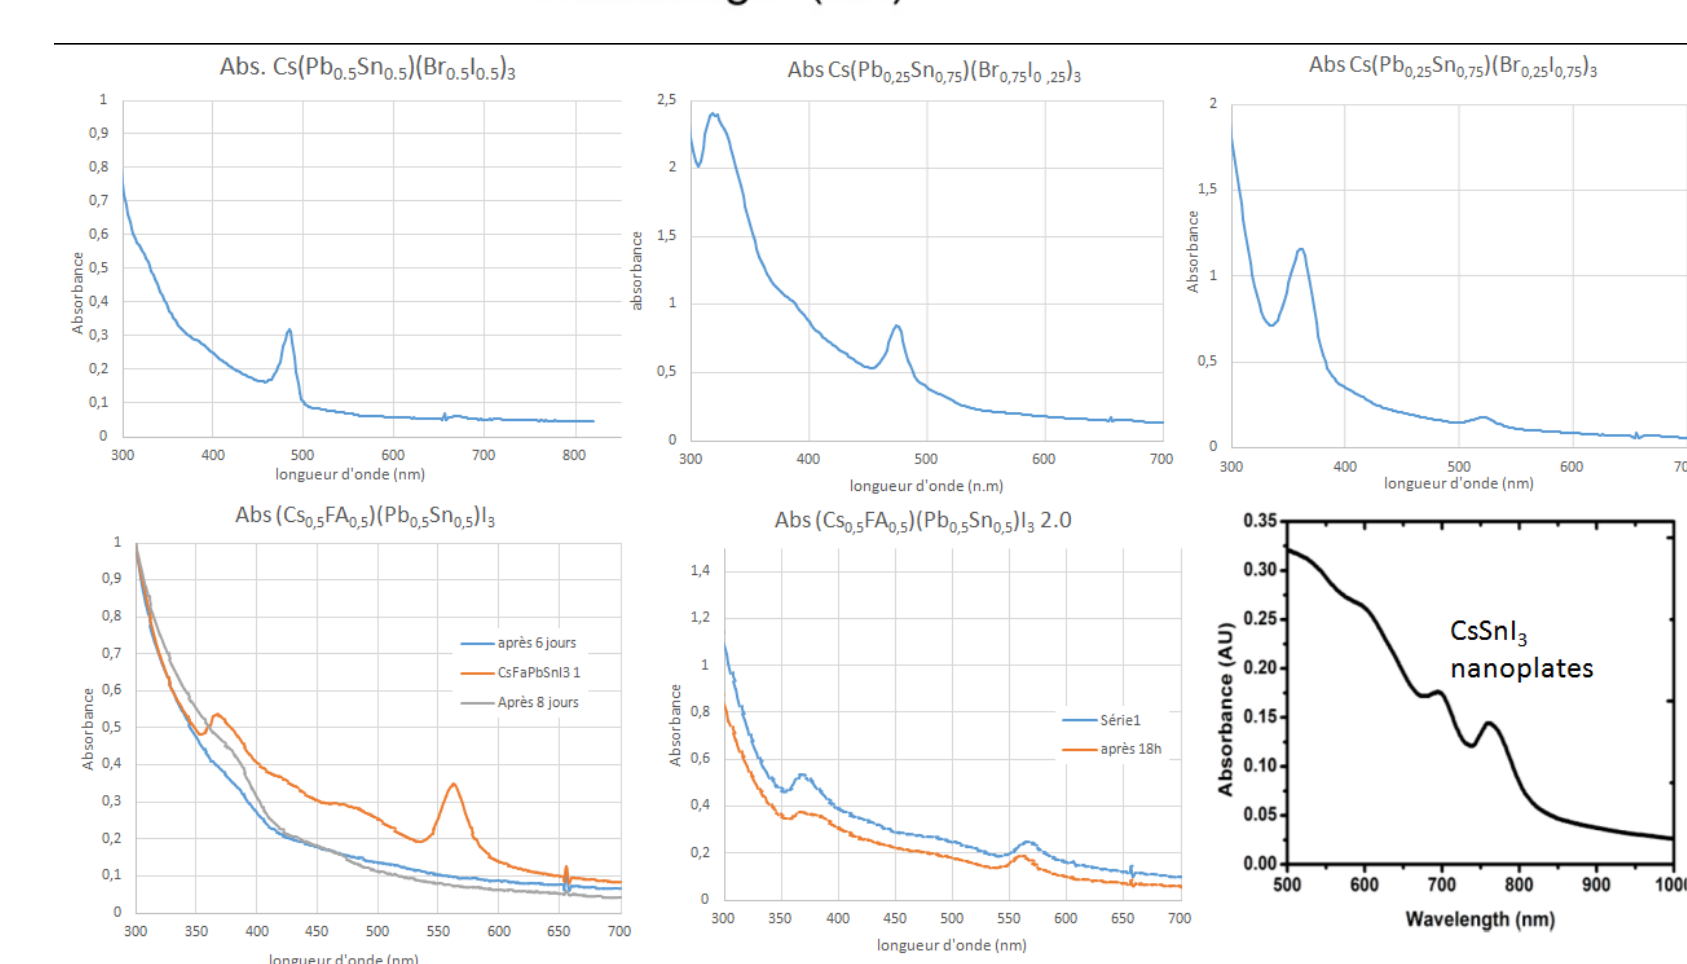 Abs. Cs(Pb0.5Sn0.5)(Br0.5I0.5)3
1
0,9
0,8
0,7
0,6
0,5
0,4
0,3
0,2
0,1
0
Absorbance
300 400 500 600 700 800
longueur d'onde (nm)
Abs Cs(Pb0,25Sn0,75)(Br0,75I0 ,25)3
2,5
2
1,5
1
0,5
0
absorbance
300 400 500 600 700
longueur d'onde (n.m)
Abs Cs(Pb0,25Sn0,75)(Br0,25I0,75)3
2
1,5
1
0,5
0
Absorbance
300 400 500 600
longueur d'onde (nm)
Abs (Cs0,5FA0,5)(Pb0,5Sn0,5)I3
1
0,9
0,8
0,7
0,6
0,5
0,4
0,3
0,2
0,1
0
Absorbance
après 6 jours
CsFaPbSnI3 1
Après 8 jours
300 350 400 450 500 550 600 650 700
longueur d'onde (nm)
Abs (Cs0,5FA0,5)(Pb0,5Sn0,5)I3 2.0
1,4
1,2
1
0,8
0,6
0,4
0,2
0
Absorbance
Série1
après 18h
300 350 400 450 500 550 600 650 700
longueur d'onde (nm)
0.35
0.30
0.25
0.20
0.15
0.10
0.05
0.00
Absorbance (AU)
CsSnI3
nanoplates
500 600 700 800 900 1000
Wavelength (nm)